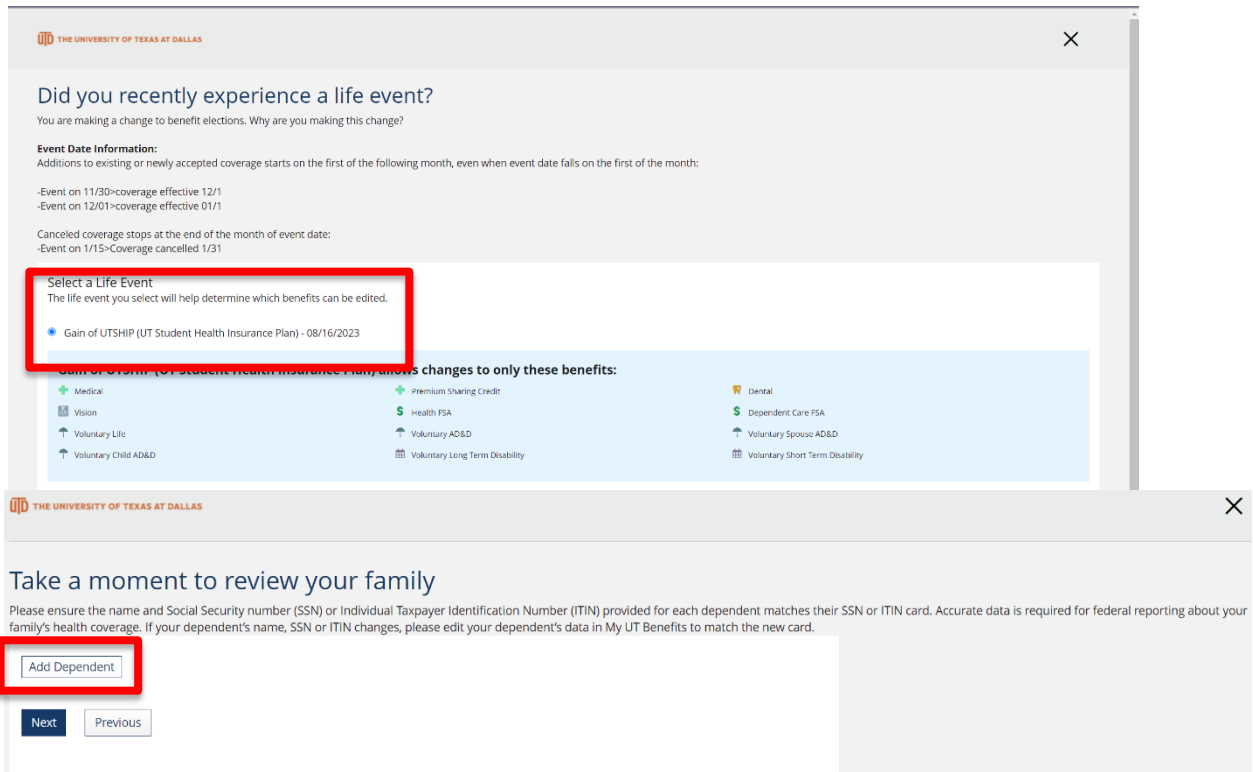 UTD THE UNIVERSITY OF TEXAS AT DALLAS
Did you recently experience a life event?
You are making a change to benefit elections. Why are you making this change?
Event Date Information:
Additions to existing or newly accepted coverage starts on the first of the following month, even when event date falls on the first of the month:
-Event on 11/30>coverage effective 12/1
-Event on 12/01>coverage effective 01/1
Canceled coverage stops at the end of the month of event date:
-Event on 1/15>Coverage cancelled 1/31
Select a Life Event
The life event you select will help determine which benefits can be edited.
Gain of UTSHIP (UT Student Health Insurance Plan) - 08/16/2023
Gain of UTSHIP (UT Student Health Insurance Plan) allows changes to only these benefits:
Medical Premium Sharing Credit Dental
Vision Health FSA Dependent Care FSA
Voluntary Life Voluntary AD&D Voluntary Spouse AD&D
Voluntary Child AD&D Voluntary Long Term Disability Voluntary Short Term Disability
UTD THE UNIVERSITY OF TEXAS AT DALLAS
Take a moment to review your family
Please ensure the name and Social Security number (SSN) or Individual Taxpayer Identification Number (ITIN) provided for each dependent matches their SSN or ITIN card. Accurate data is required for federal reporting about your
family's health coverage. If your dependent's name, SSN or ITIN changes, please edit your dependent's data in My UT Benefits to match the new card.
Add Dependent
Next Previous